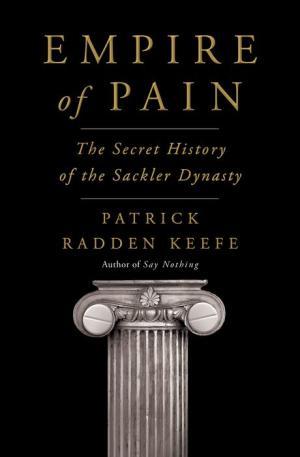 EMPIRE
of PAIN
The Secret History
of the Sackler Dynasty
PATRICK
RADDEN KEEFE
Author of Say Nothing